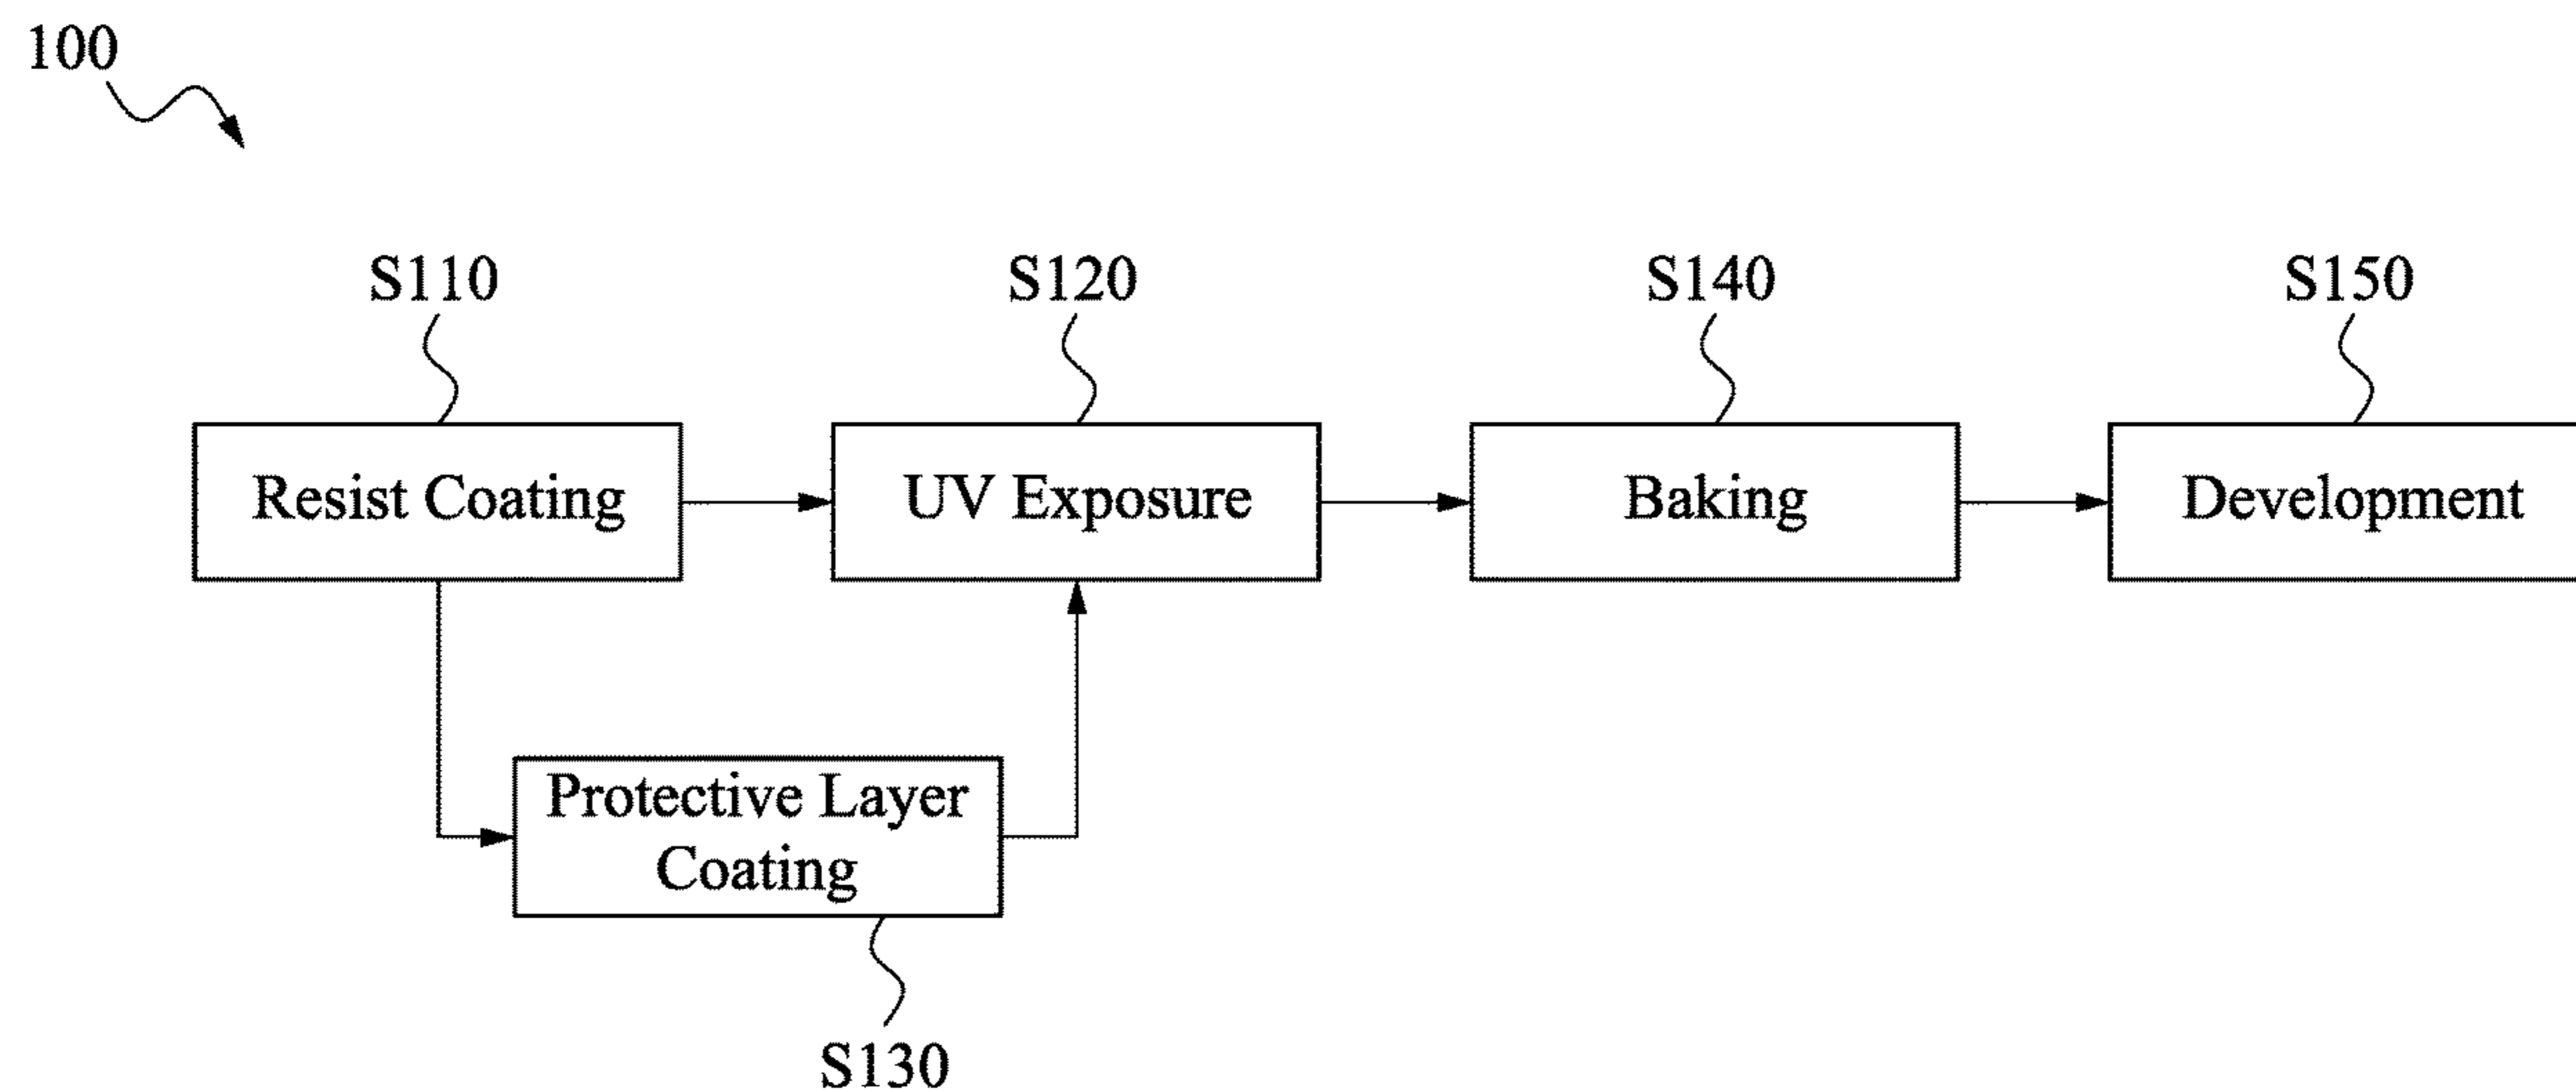 100
S110
S120
S140
S150
Resist Coating
UV Exposure
Baking
Development
Protective Layer
Coating
S130